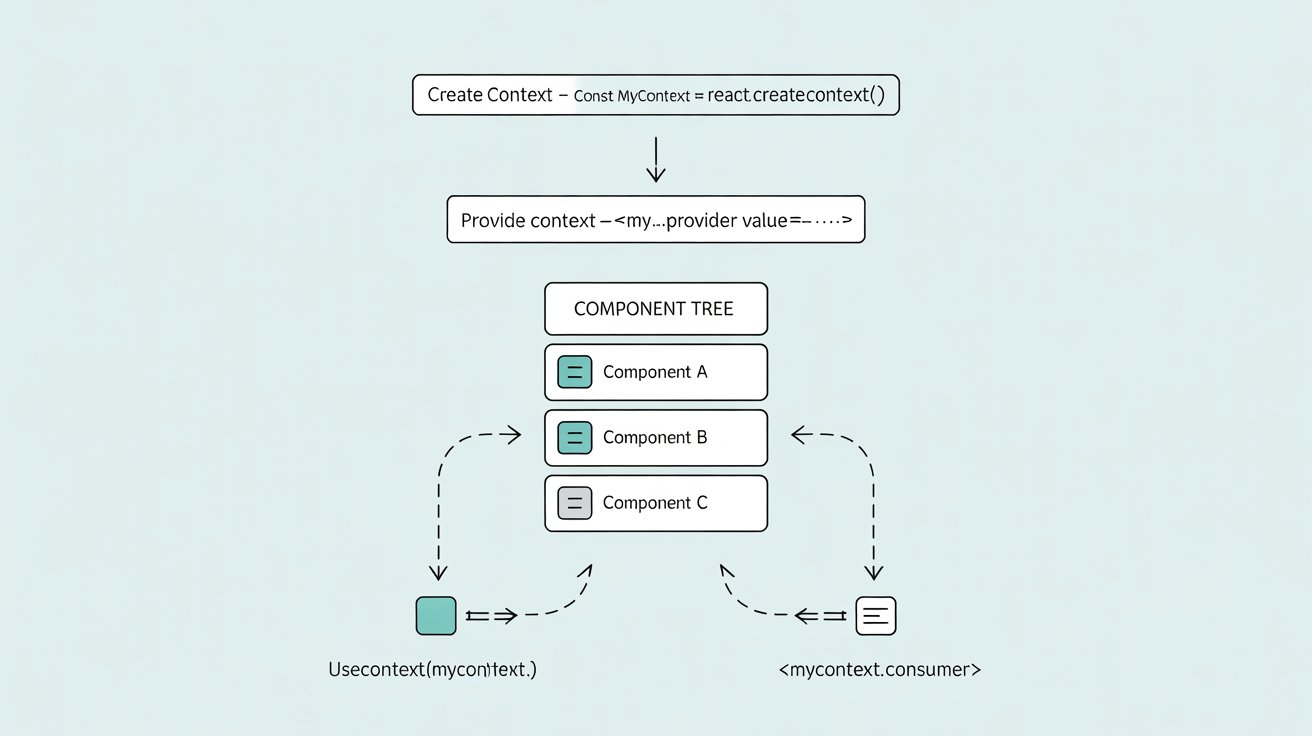 Create Context – Const MyContext = react.createcontext()
Provide context – <my...provider value=-·····>
COMPONENT TREE
Component A
Component B
Component C
Usecontext(mycon)text.)
<mycontext.consumer>